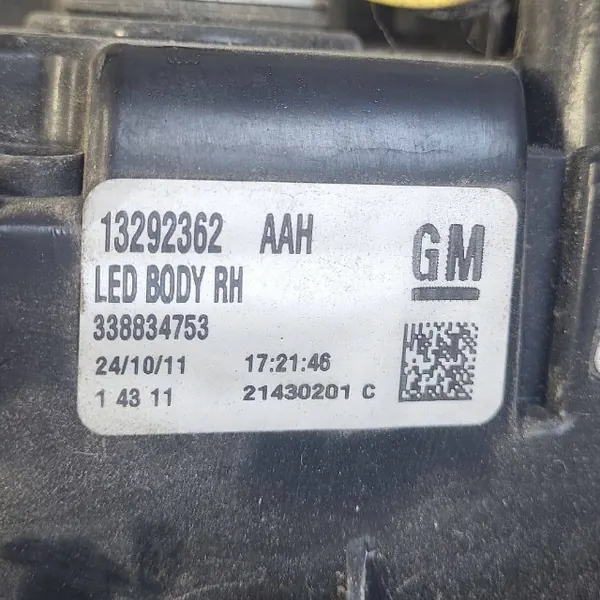 13292362 AAH
GM
LED BODY RH
338834753
24/10/11 17:21:46
1 43 11 21430201 C